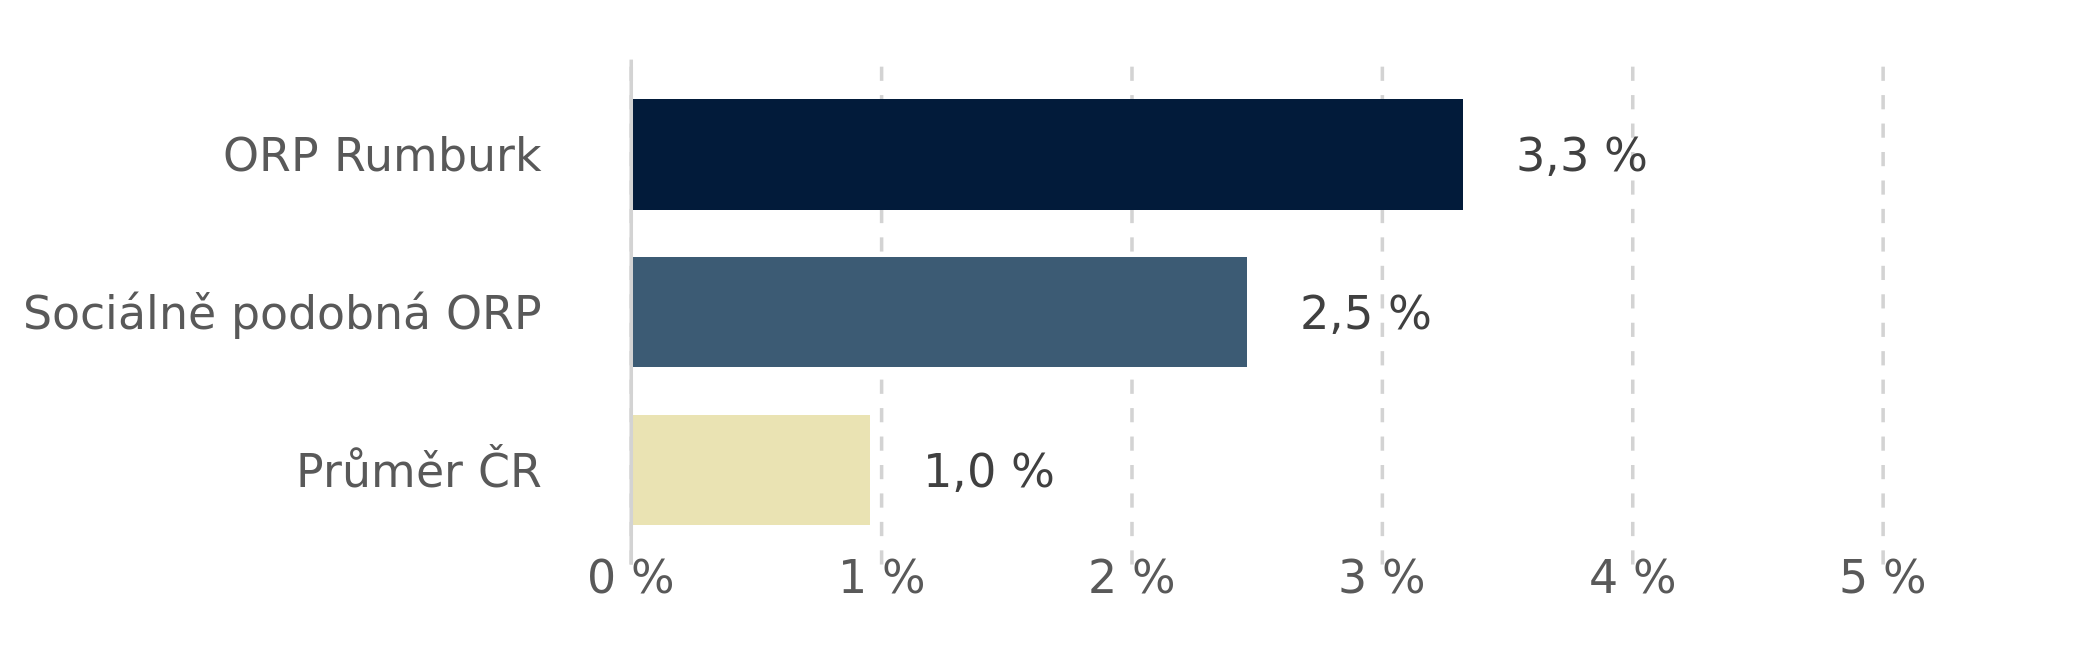 ORP Rumburk
3,3 %
Sociálně podobná ORP
2,5 %
Průměr ČR
1,0 %
0 % 1 % 2 % 3 % 4 % 5 %